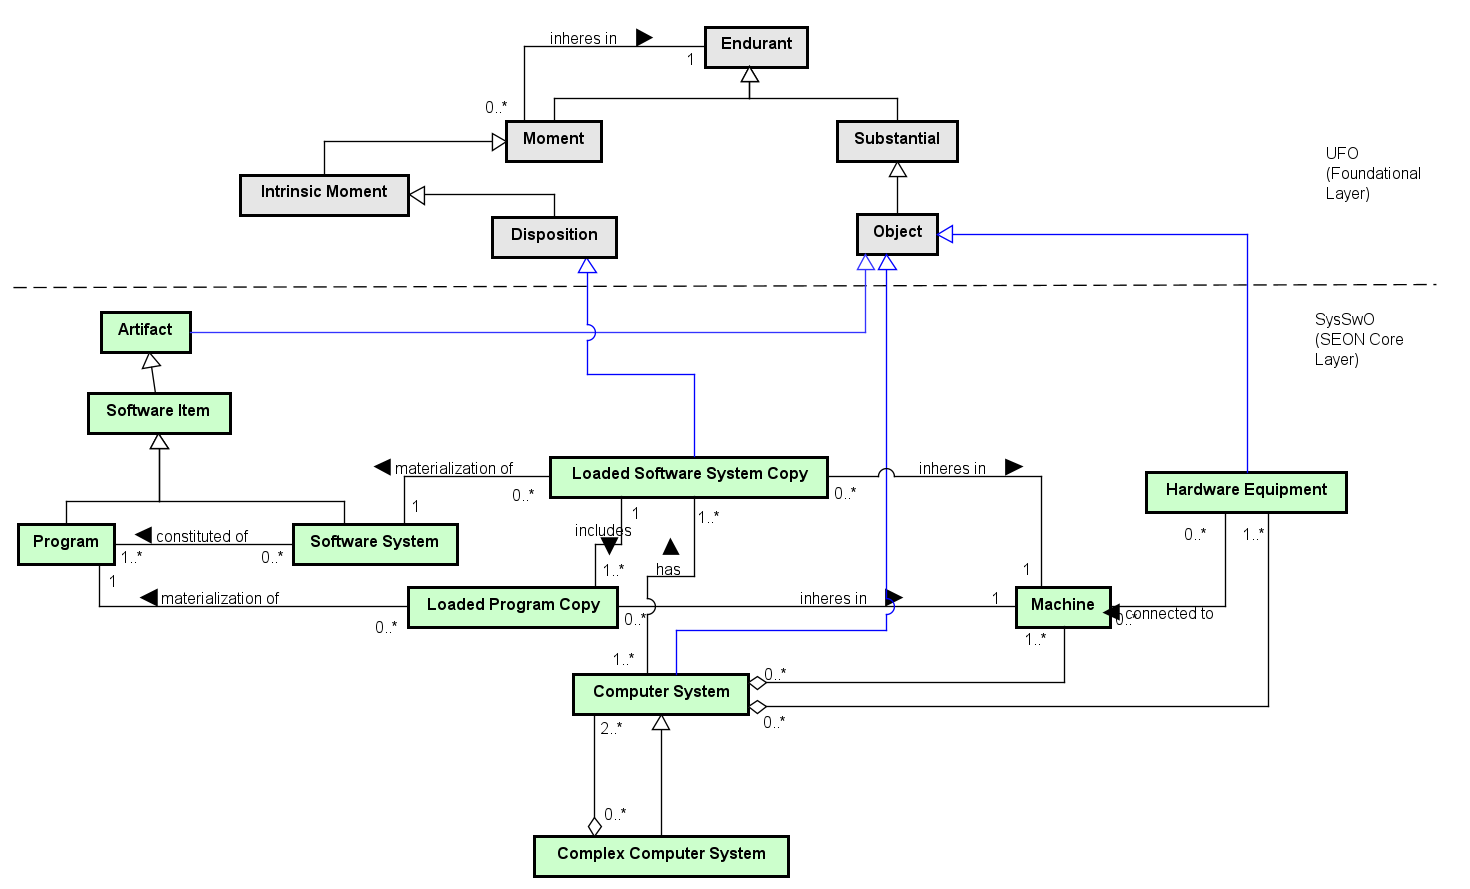 inheres in
Endurant
1
0..*
Moment
Substantial
UFO
(Foundational
Layer)
Intrinsic Moment
Disposition
Object
Artifact
SysSwO
(SEON Core
Layer)
Software Item
materialization of
Loaded Software System Copy
inheres in
0..*
0..*
1
Hardware Equipment
1
1..*
includes
Program
constituted of
Software System
1..*
0..*
0..*
1..*
1..*
has
1
1
materialization of
Loaded Program Copy
inheres in
1
Machine
connected to
0..*
0..*
0..*
1..*
1..*
0..*
Computer System
0..*
2..*
0..*
Complex Computer System